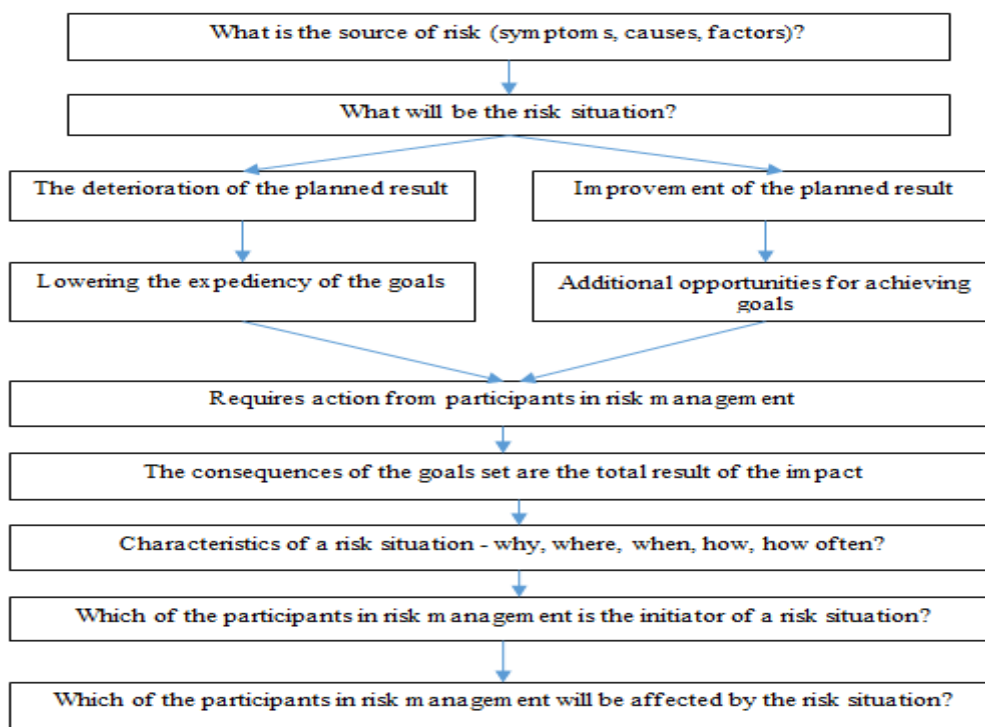 What is the source of risk (symptoms, causes, factors)?
What will be the risk situation?
The deterioration of the planned result
Improvement of the planned result
Lowering the expediency of the goals
Additional opportunities for achieving
goals
Requires action from participants in risk management
The consequences of the goals set are the total result of the impact
Characteristics of a risk situation - why, where, when, how, how often?
Which of the participants in risk management is the initiator of a risk situation?
Which of the participants in risk management will be affected by the risk situation?